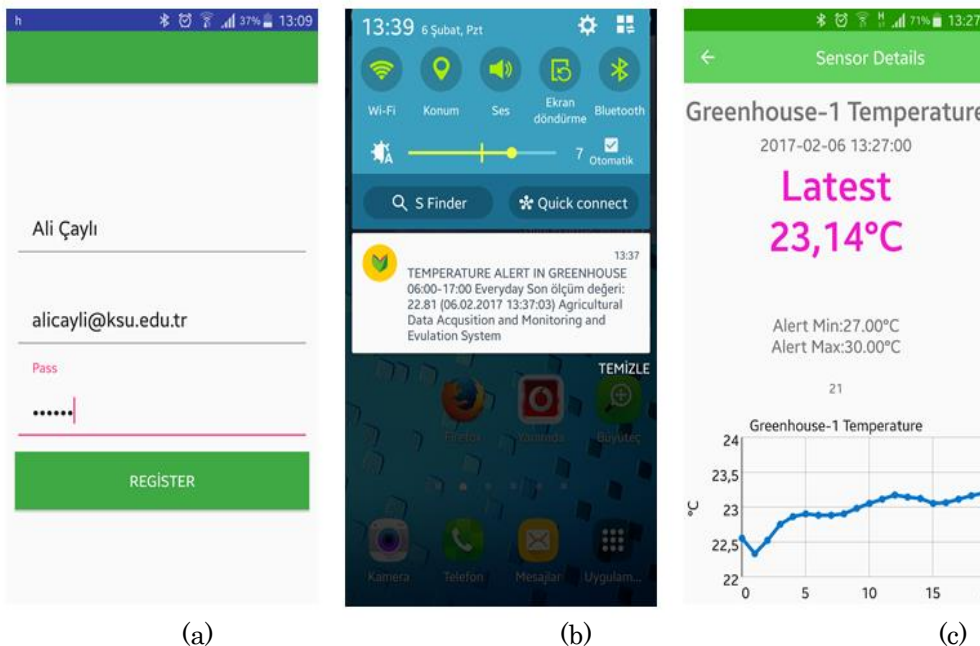 h 37% 13:09
Ali Çaylı
alicayli@ksu.edu.tr
Pass
••••••
REGİSTER
(a)
13:39 6 Şubat, Pzt
Wi-Fi Konum Ses Ekran döndürme Bluetooth
7 Otomatik
S Finder Quick connect
13:37
TEMPERATURE ALERT IN GREENHOUSE
06:00-17:00 Everyday Son ölçüm değeri:
22.81 (06.02.2017 13:37:03) Agricultural
Data Acqusition and Monitoring and
Evulation System
TEMİZLE
Firefox Yanımda Büyüteç
Kamera Telefon Mesajlar Uygulam...
(b)
71% 13:27
Sensor Details
Greenhouse-1 Temperature
2017-02-06 13:27:00
Latest
23,14°C
Alert Min:27.00°C
Alert Max:30.00°C
21
Greenhouse-1 Temperature
°C
24
23,5
23
22,5
22
0 5 10 15
(c)